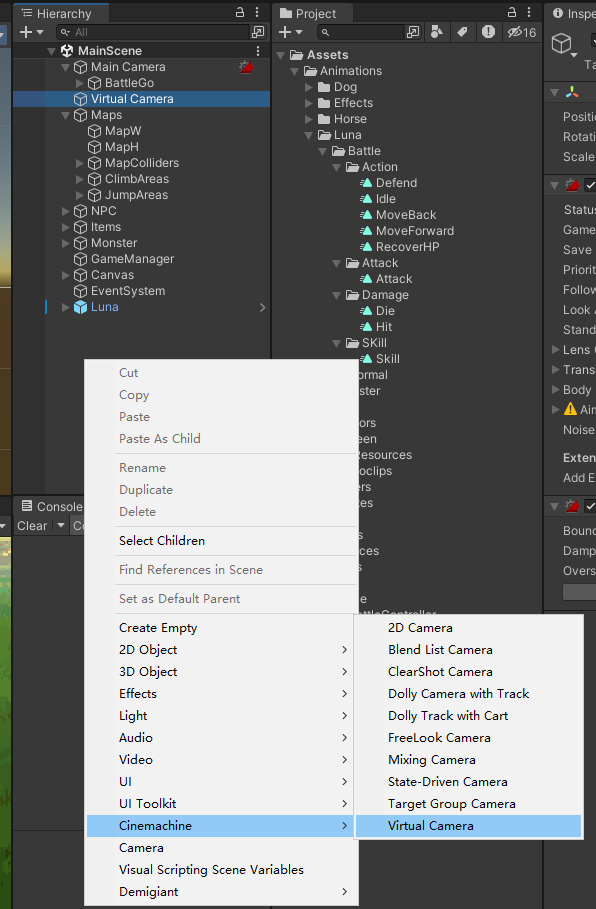 Hierarchy
All
MainScene
Main Camera
BattleGo
Virtual Camera
Maps
MapW
MapH
MapColliders
ClimbAreas
JumpAreas
NPC
Items
Monster
GameManager
Canvas
EventSystem
Luna
Project
16
Assets
Animations
Dog
Effects
Horse
Luna
Battle
Action
Defend
Idle
MoveBack
MoveForward
RecoverHP
Attack
Attack
Damage
Die
Hit
SKill
Skill
ormal
ster
ors
een
Resources
oclips
ers
es
s
ces
s
e
Inspe
Ta
Positi
Rotati
Scale
Status
Game
Save
Priorit
Follow
Look A
Stand
Lens
Trans
Body
Aim
Noise
Exten
Add E
Bound
Damp
Overs
Console
Clear
Co
Cut
Copy
Paste
Paste As Child
Rename
Duplicate
Delete
Select Children
Find References in Scene
Set as Default Parent
Create Empty
2D Object
3D Object
Effects
Light
Audio
Video
UI
UI Toolkit
Cinemachine
Camera
Visual Scripting Scene Variables
Demigiant
2D Camera
Blend List Camera
ClearShot Camera
Dolly Camera with Track
Dolly Track with Cart
FreeLook Camera
Mixing Camera
State-Driven Camera
Target Group Camera
Virtual Camera